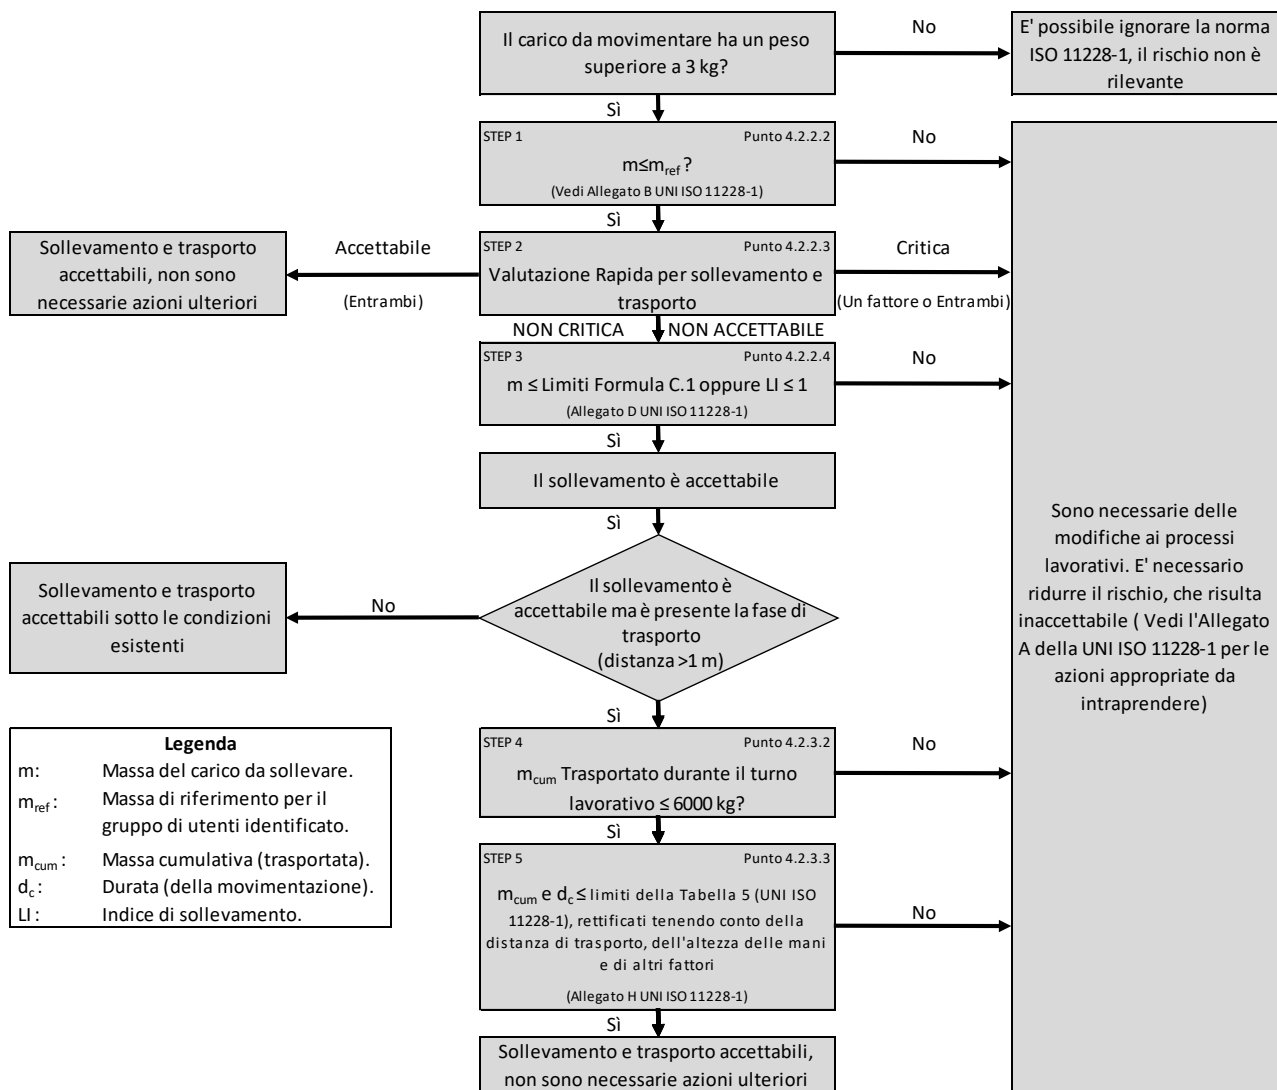 Il carico da movimentare ha un peso
superiore a 3 kg?
No
E' possibile ignorare la norma
ISO 11228-1, il rischio non è
rilevante
Sì
STEP 1 Punto 4.2.2.2
m≤mref ?
(Vedi Allegato B UNI ISO 11228-1)
No
Sì
Sollevamento e trasporto
accettabili, non sono
necessarie azioni ulteriori
Accettabile
(Entrambi)
STEP 2 Punto 4.2.2.3
Valutazione Rapida per sollevamento e
trasporto
Critica
(Un fattore o Entrambi)
NON CRITICA NON ACCETTABILE
STEP 3 Punto 4.2.2.4
m ≤ Limiti Formula C.1 oppure LI ≤ 1
(Allegato D UNI ISO 11228-1)
No
Sì
Il sollevamento è accettabile
Sì
Sono necessarie delle
modifiche ai processi
lavorativi. E' necessario
ridurre il rischio, che risulta
inaccettabile ( Vedi l'Allegato
A della UNI ISO 11228-1 per le
azioni appropriate da
intraprendere)
Il sollevamento è
accettabile ma è presente la fase di
trasporto
(distanza >1 m)
No
Sollevamento e trasporto
accettabili sotto le condizioni
esistenti
Sì
STEP 4 Punto 4.2.3.2
mcum Trasportato durante il turno
lavorativo ≤ 6000 kg?
No
Sì
Legenda
m: Massa del carico da sollevare.
mref : Massa di riferimento per il
gruppo di utenti identificato.
mcum : Massa cumulativa (trasportata).
dc : Durata (della movimentazione).
LI : Indice di sollevamento.
STEP 5 Punto 4.2.3.3
mcum e dc ≤ limiti della Tabella 5 (UNI ISO
11228-1), rettificati tenendo conto della
distanza di trasporto, dell'altezza delle mani
e di altri fattori
(Allegato H UNI ISO 11228-1)
No
Sì
Sollevamento e trasporto accettabili,
non sono necessarie azioni ulteriori